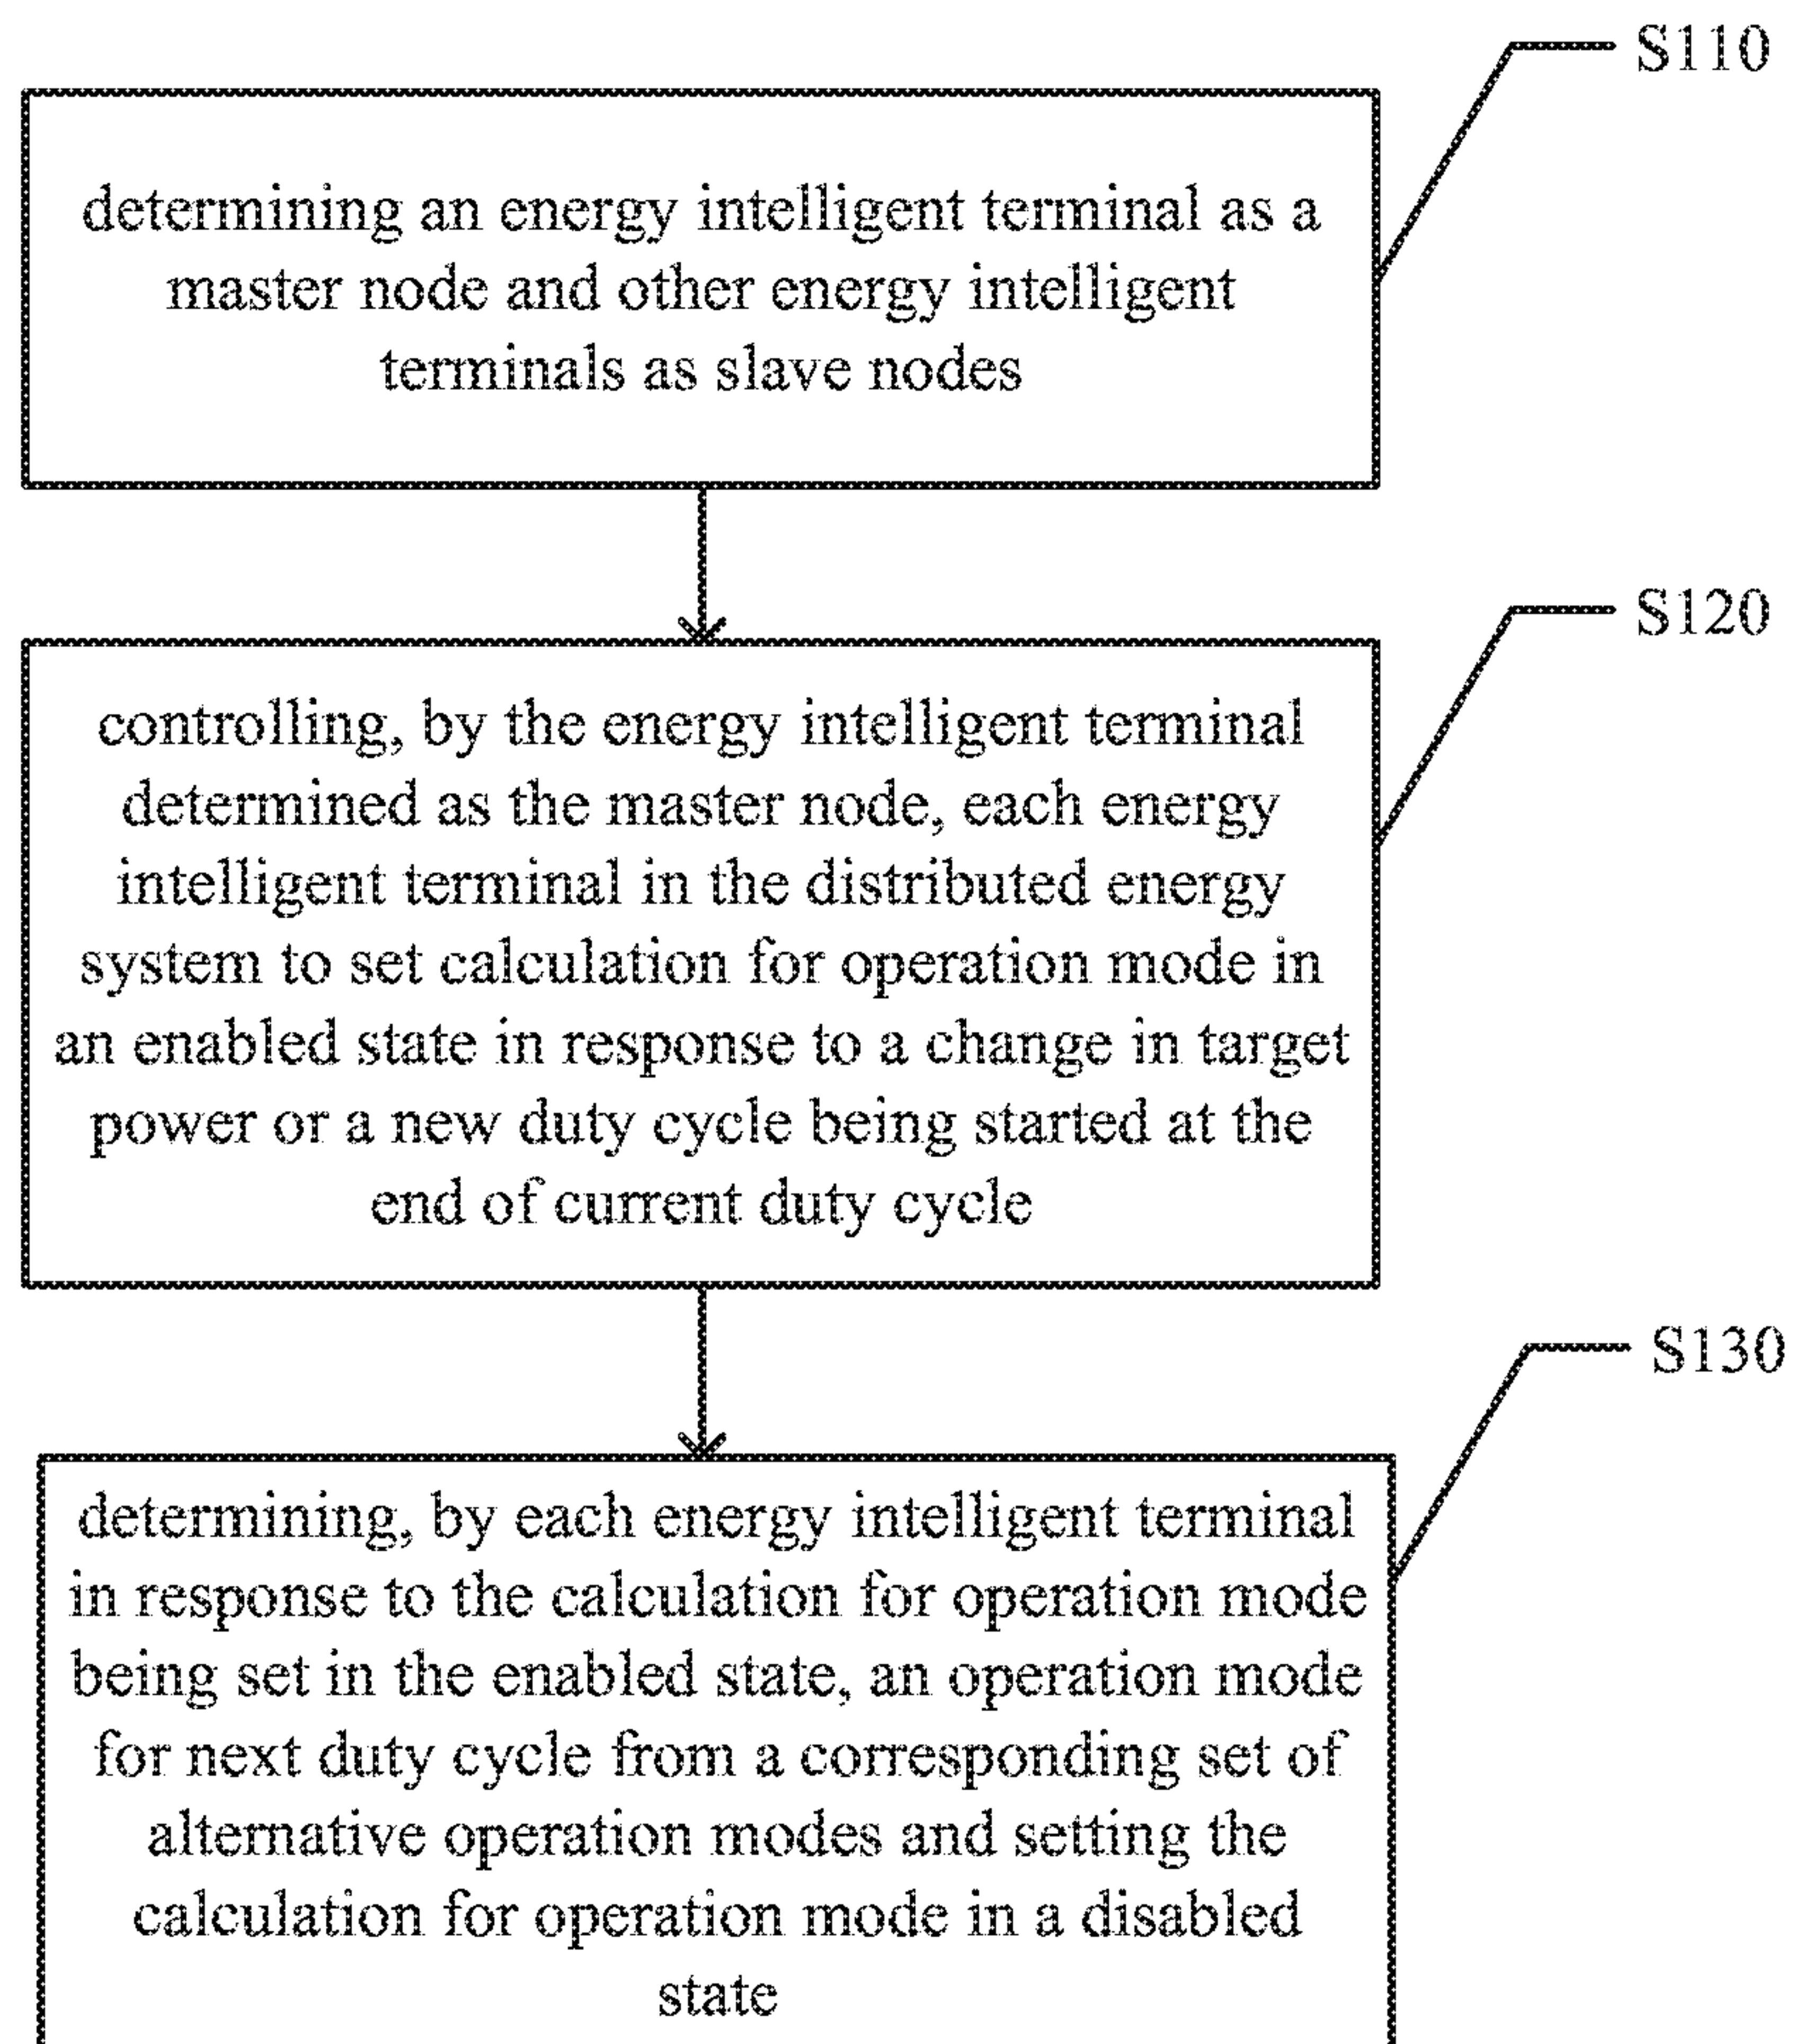 S110
determining an energy intelligent terminal as a
master node and other energy intelligent
terminals as slave nodes
S120
controlling, by the energy intelligent terminal
determined as the master node, each energy
intelligent terminal in the distributed energy
system to set calculation for operation mode in
an enabled state in response to a change in target
power or a new duty cycle being started at the
end of current duty cycle
S130
determining, by each energy intelligent terminal
in response to the calculation for operation mode
being set in the enabled state, an operation mode
for next duty cycle from a corresponding set of
alternative operation modes and setting the
calculation for operation mode in a disabled
state